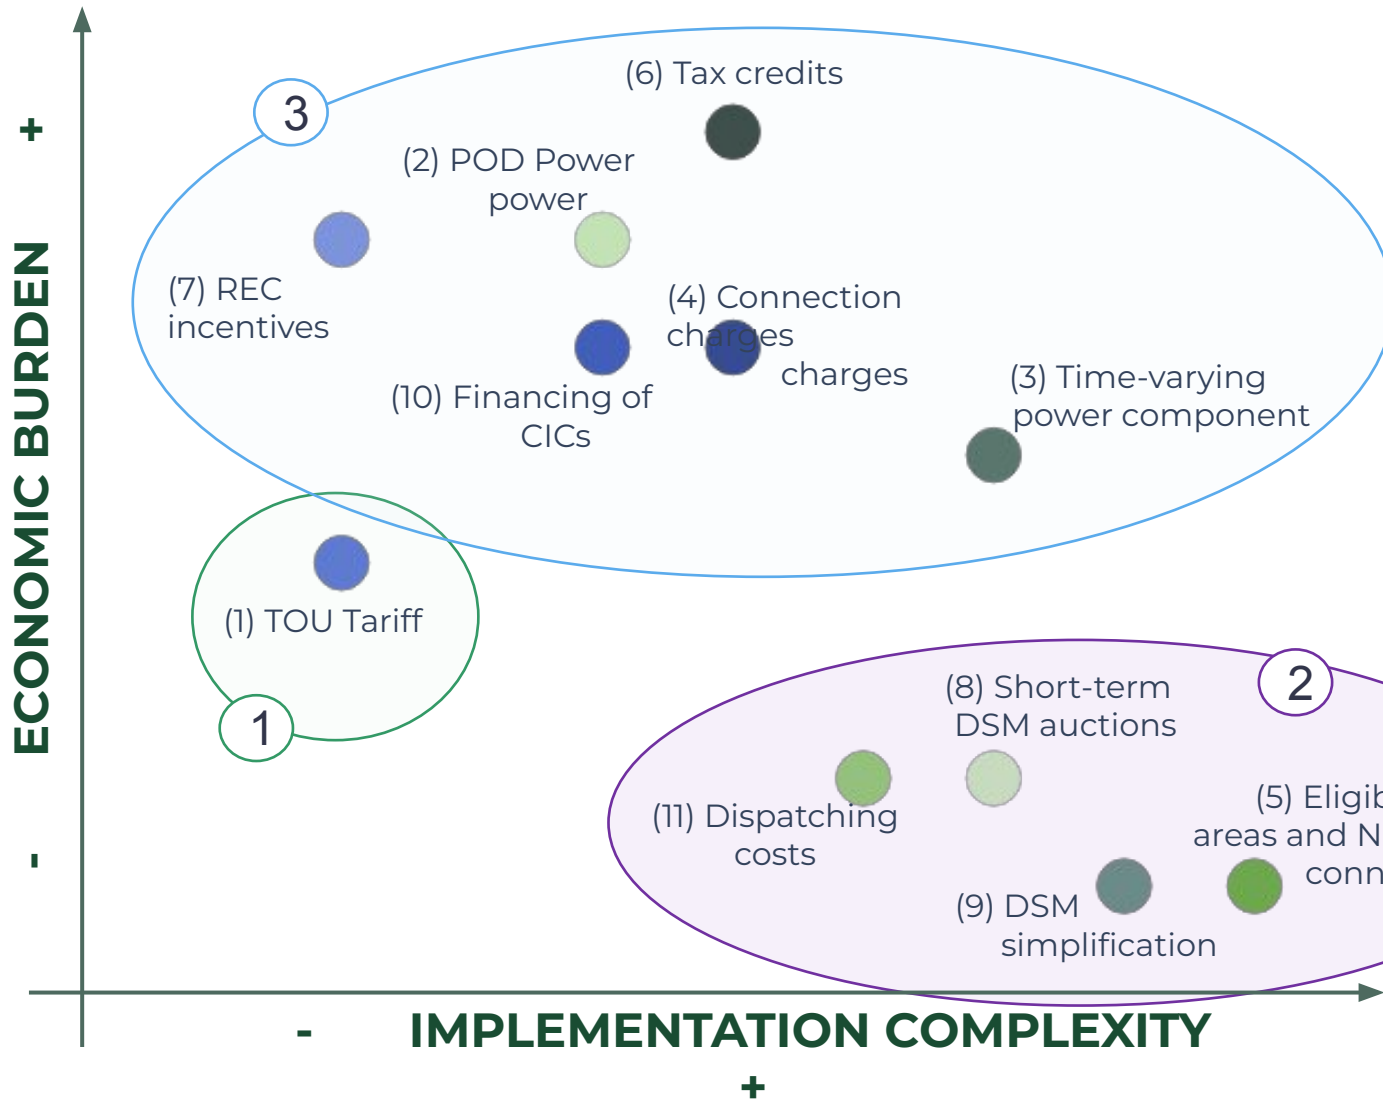 (6) Tax credits
3
(2) POD Power
power
(7) REC
incentives
(4) Connection
charges
charges
(10) Financing of
CICs
(3) Time-varying
power component
(1) TOU Tariff
1
2
(8) Short-term
DSM auctions
(11) Dispatching
costs
(5)
areas and
(9) DSM
simplification
+
ECONOMIC BURDEN
-
- IMPLEMENTATION COMPLEXITY
+